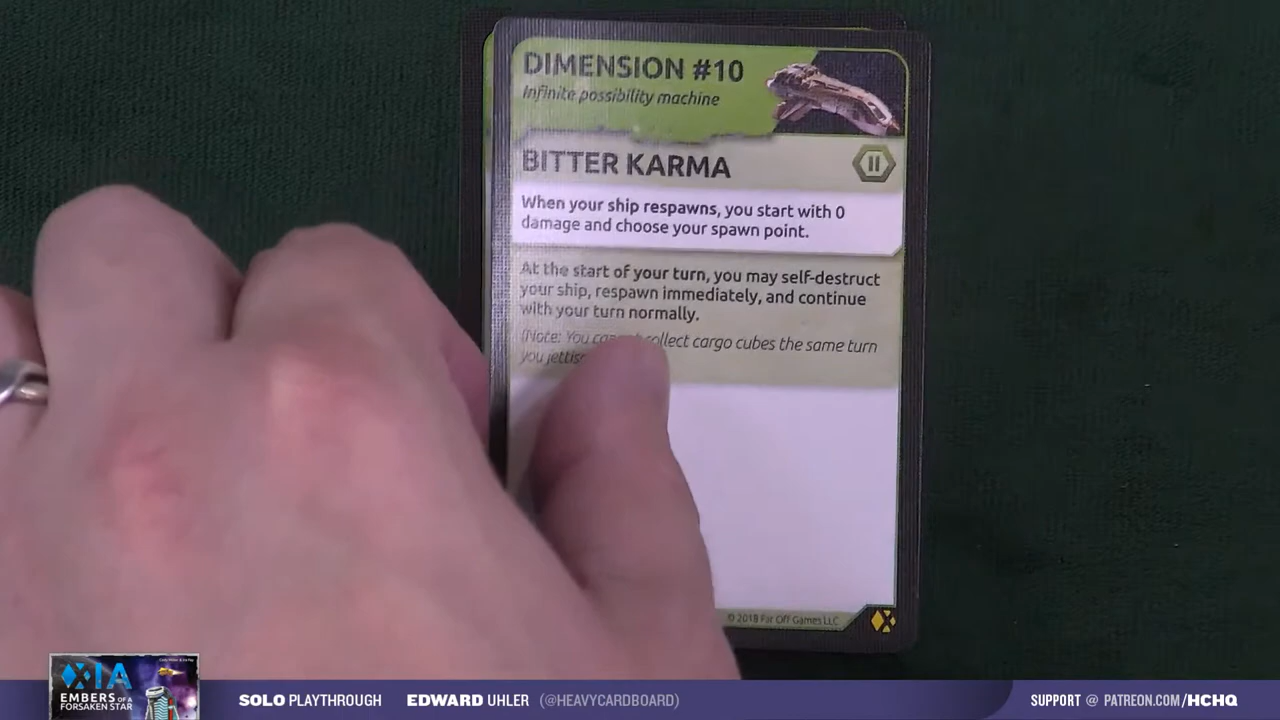 DIMENSION #10
Infinite possibility machine
BITTER KARMA
When your ship respawns, you start with 0
damage and choose your spawn point.
At the start of your turn, you may self-destruct
your ship, respawn immediately, and continue
with your turn normally.
(Note: You collect cargo cubes the same turn
you
© 2018 Far Off Games LLC
XIA
EMBERS OF A
FORSAKEN STAR
SOLO PLAYTHROUGH EDWARD UHLER (@HEAVYCARDBOARD) SUPPORT @ PATREON.COM/HCHQ